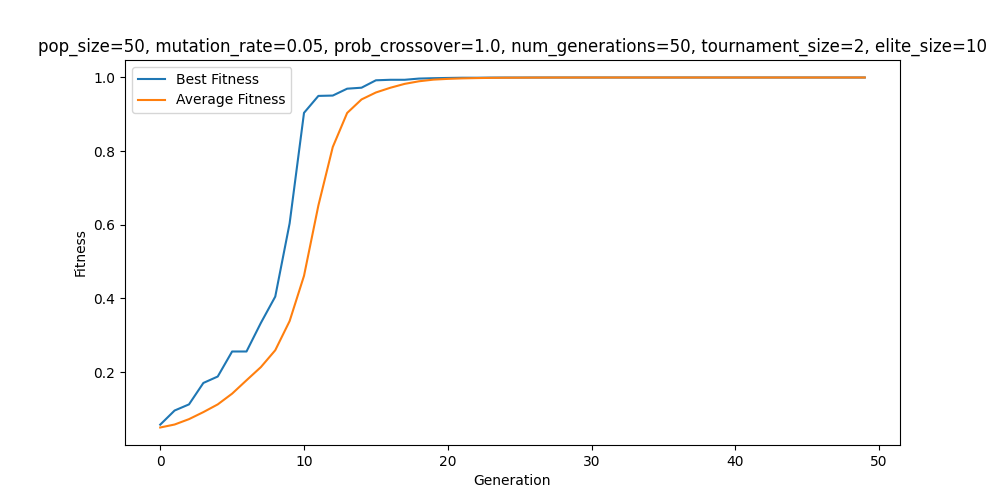 pop_size=50, mutation_rate=0.05, prob_crossover=1.0, num_generations=50, tournament_size=2, elite_size=10
Best Fitness
Average Fitness
1.0
0.8
0.6
0.4
0.2
Fitness
0
10
20
30
40
50
Generation